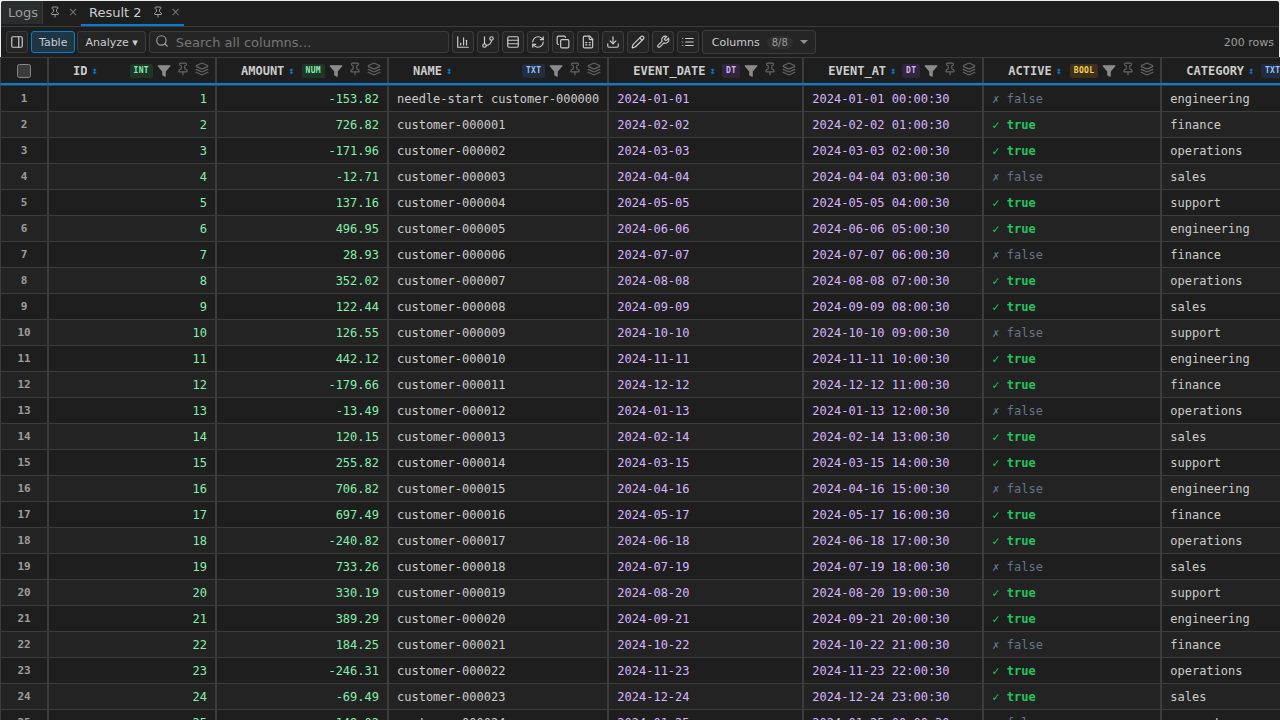 Logs × Result 2 ×
Table Analyze ▾ Search all columns... Columns 8/8 200 rows
ID INT AMOUNT NUM NAME TXT EVENT_DATE DT EVENT_AT DT ACTIVE BOOL CATEGORY TXT
1 1 -153.82 needle-start customer-000000 2024-01-01 2024-01-01 00:00:30 ✗ false engineering
2 2 726.82 customer-000001 2024-02-02 2024-02-02 01:00:30 ✓ true finance
3 3 -171.96 customer-000002 2024-03-03 2024-03-03 02:00:30 ✓ true operations
4 4 -12.71 customer-000003 2024-04-04 2024-04-04 03:00:30 ✗ false sales
5 5 137.16 customer-000004 2024-05-05 2024-05-05 04:00:30 ✓ true support
6 6 496.95 customer-000005 2024-06-06 2024-06-06 05:00:30 ✓ true engineering
7 7 28.93 customer-000006 2024-07-07 2024-07-07 06:00:30 ✗ false finance
8 8 352.02 customer-000007 2024-08-08 2024-08-08 07:00:30 ✓ true operations
9 9 122.44 customer-000008 2024-09-09 2024-09-09 08:00:30 ✓ true sales
10 10 126.55 customer-000009 2024-10-10 2024-10-10 09:00:30 ✗ false support
11 11 442.12 customer-000010 2024-11-11 2024-11-11 10:00:30 ✓ true engineering
12 12 -179.66 customer-000011 2024-12-12 2024-12-12 11:00:30 ✓ true finance
13 13 -13.49 customer-000012 2024-01-13 2024-01-13 12:00:30 ✗ false operations
14 14 120.15 customer-000013 2024-02-14 2024-02-14 13:00:30 ✓ true sales
15 15 255.82 customer-000014 2024-03-15 2024-03-15 14:00:30 ✓ true support
16 16 706.82 customer-000015 2024-04-16 2024-04-16 15:00:30 ✗ false engineering
17 17 697.49 customer-000016 2024-05-17 2024-05-17 16:00:30 ✓ true finance
18 18 -240.82 customer-000017 2024-06-18 2024-06-18 17:00:30 ✓ true operations
19 19 733.26 customer-000018 2024-07-19 2024-07-19 18:00:30 ✗ false sales
20 20 330.19 customer-000019 2024-08-20 2024-08-20 19:00:30 ✓ true support
21 21 389.29 customer-000020 2024-09-21 2024-09-21 20:00:30 ✓ true engineering
22 22 184.25 customer-000021 2024-10-22 2024-10-22 21:00:30 ✗ false finance
23 23 -246.31 customer-000022 2024-11-23 2024-11-23 22:00:30 ✓ true operations
24 24 -69.49 customer-000023 2024-12-24 2024-12-24 23:00:30 ✓ true sales